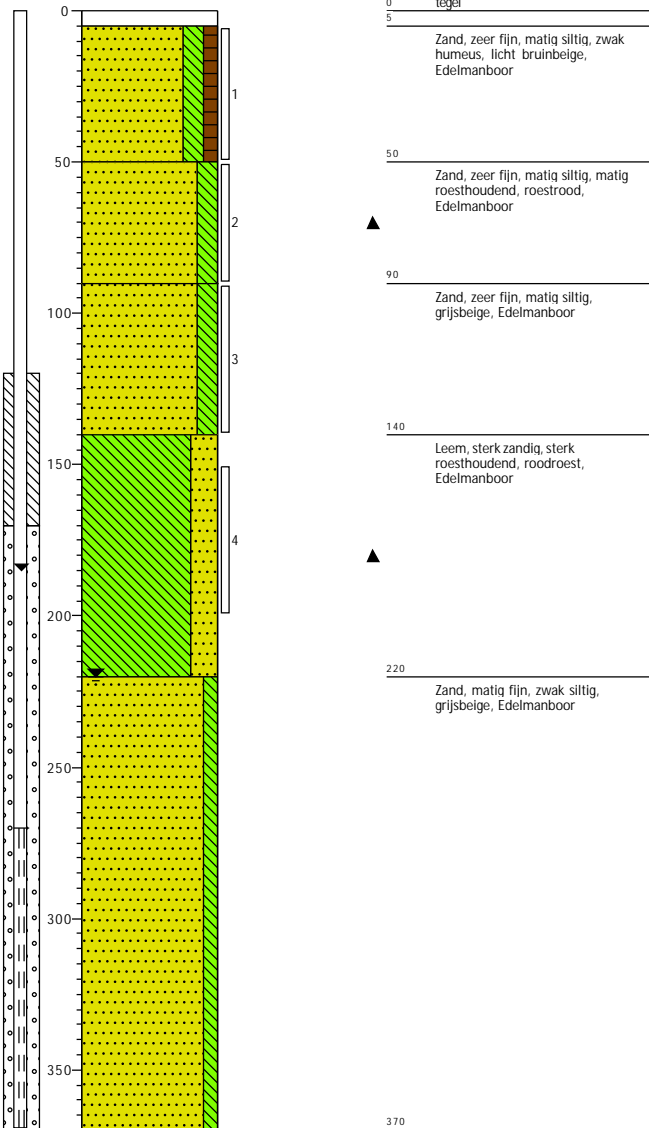 0
tegel
5
Zand, zeer fijn, matig siltig, zwak
humeus, licht bruinbeige,
Edelmanboor
50
Zand, zeer fijn, matig siltig, matig
roesthoudend, roestrood,
Edelmanboor
90
Zand, zeer fijn, matig siltig,
grijsbeige, Edelmanboor
140
Leem, sterk zandig, sterk
roesthoudend, roodroest,
Edelmanboor
220
Zand, matig fijn, zwak siltig,
grijsbeige, Edelmanboor
370
0
50
100
150
200
250
300
350
1
2
3
4